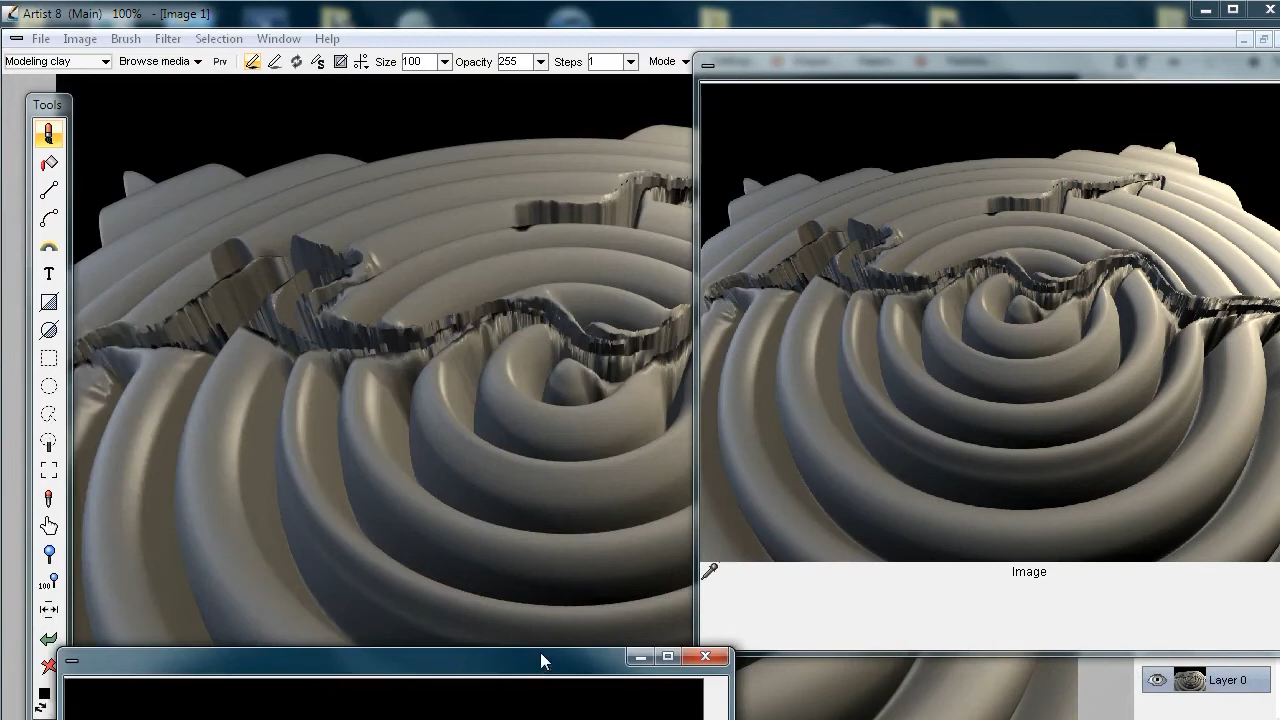 Artist 8 (Main) 100% - [Image 1]
File Image Brush Filter Selection Window Help
Modeling clay Browse media Prv Size 100 Opacity 255 Steps 1 Mode
Tools
T
100
Image
Layer 0